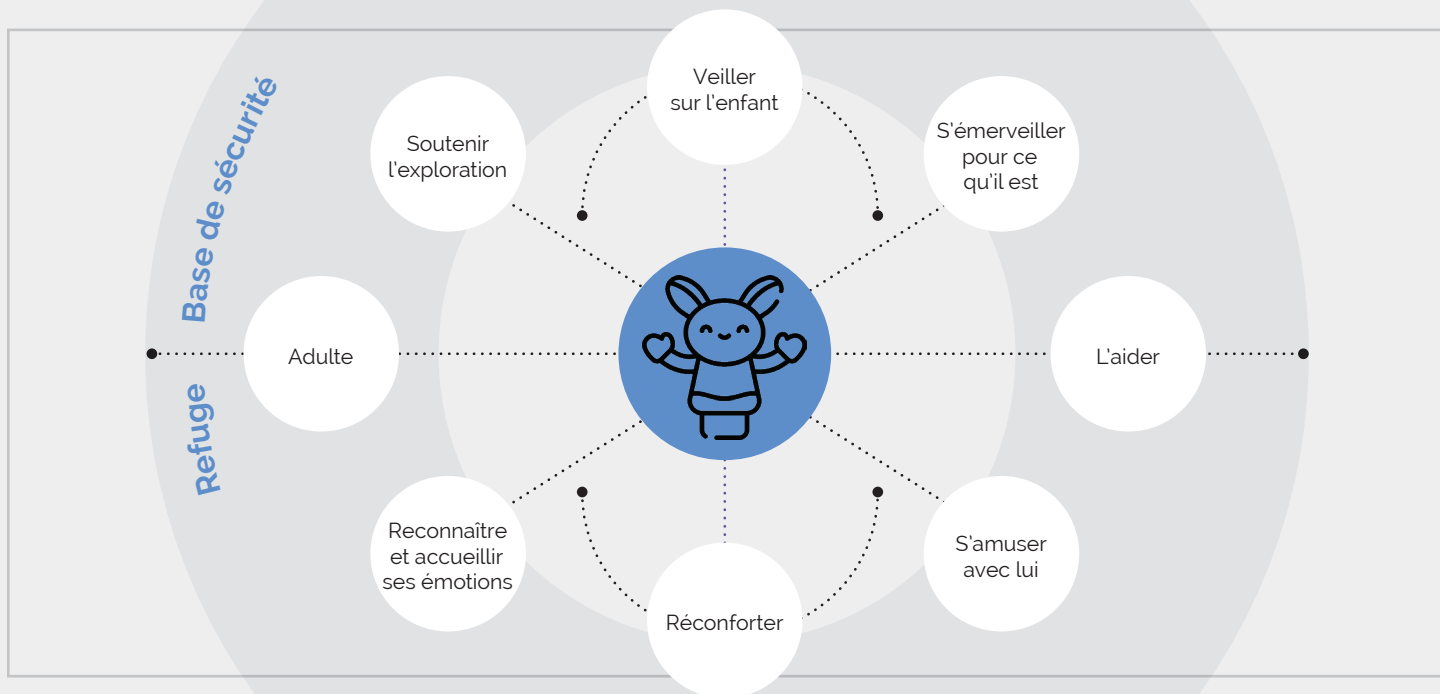 Veiller
sur l'enfant
Soutenir
l'exploration
S'émerveiller
pour ce
qu'il est
Base de sécurité
Adulte
L'aider
Refuge
Reconnaître
et accueillir
ses émotions
S'amuser
avec lui
Réconforter